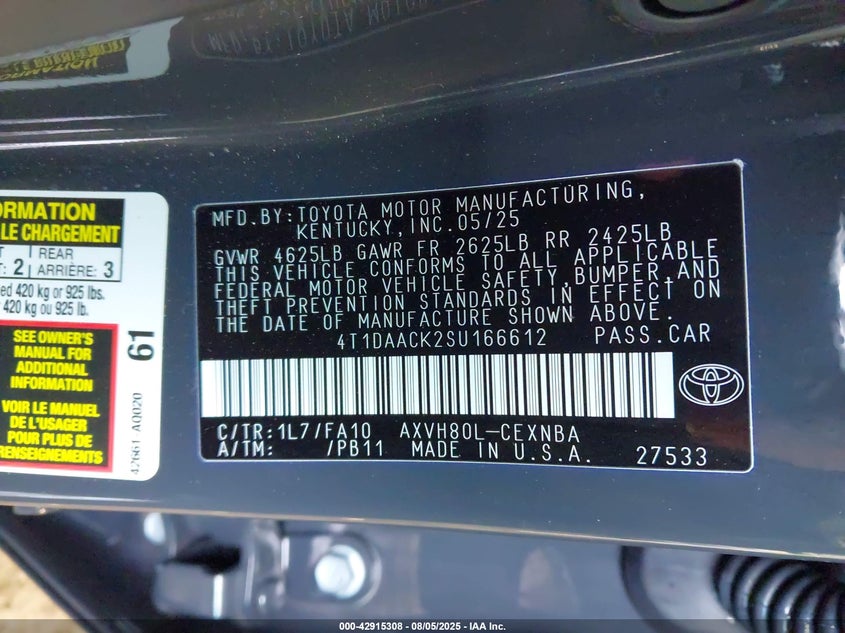 MFD.BY:TOYOTA MOTOR MANUFACTURING,
KENTUCKY,INC.05/25
GVWR 4625LB GAWR FR 2625LB RR 2425LB
THIS VEHICLE CONFORMS TO ALL APPLICABLE
FEDERAL MOTOR VEHICLE SAFETY,BUMPER,AND
THEFT PREVENTION STANDARDS IN EFFECT ON
THE DATE OF MANUFACTURE SHOWN ABOVE.
4T1DAACK2SU166612 PASS.CAR
C/TR:1L7/FA10 AXVH80L-CEXNBA
A/TM: /PB11 MADE IN U.S.A. 27533
CHARGEMENT
REAR
2 ARRIÈRE: 3
420 kg or 925 lbs.
420 kg ou 925 lb.
SEE OWNER'S
MANUAL FOR
ADDITIONAL
INFORMATION
VOIR LE MANUEL
DE L'USAGER
POUR PLUS DE
RENSEIGNEMENTS
61
42661 AQ020
000-42915308 - 08/05/2025 - IAA Inc.